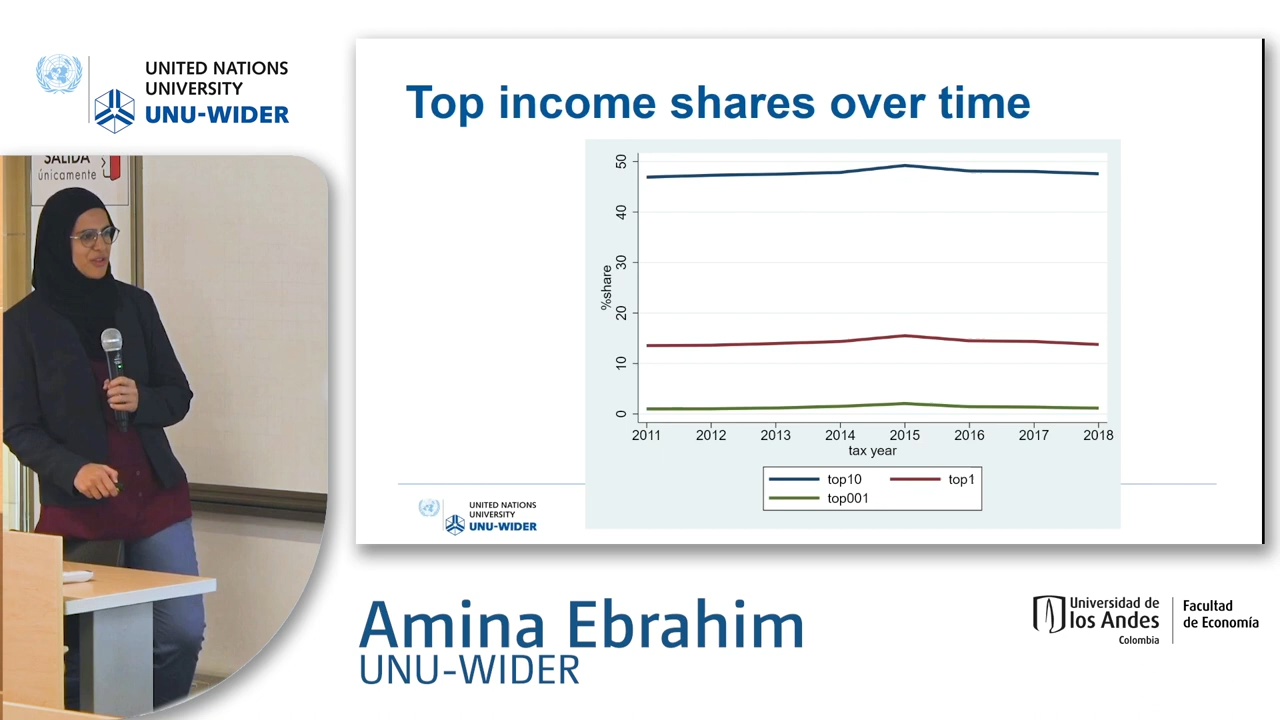 UNITED NATIONS
UNIVERSITY
UNU-WIDER
SALIDA
únicamente
Top income shares over time
%share
50
40
30
20
10
0
2011 2012 2013 2014 2015 2016 2017 2018
tax year
top10 top1
top001
UNITED NATIONS
UNIVERSITY
UNU-WIDER
Amina Ebrahim
UNU-WIDER
Universidad de
los Andes
Colombia
Facultad
de Economía